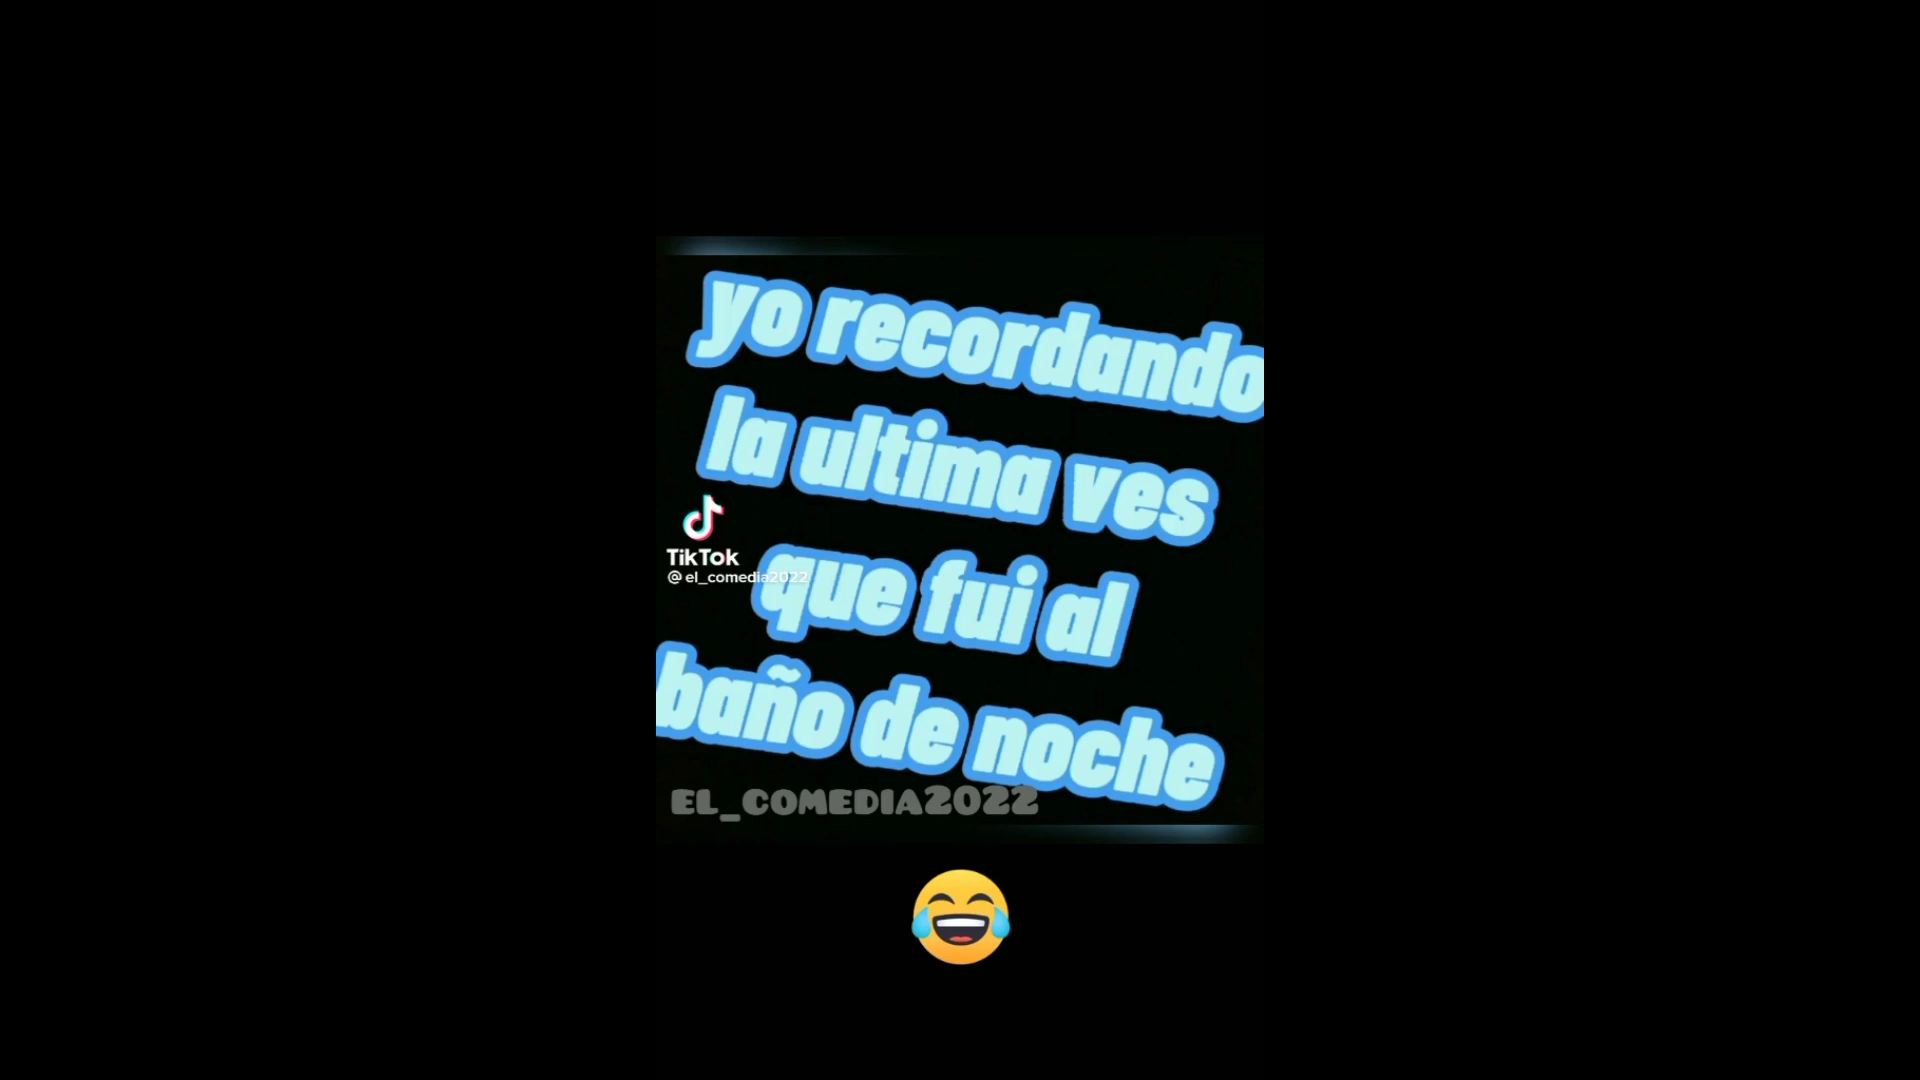 yo recordando
la ultima ves
TikTok
@el_comedia2022
que fui al
baño de noche
EL_COMEDIA2022